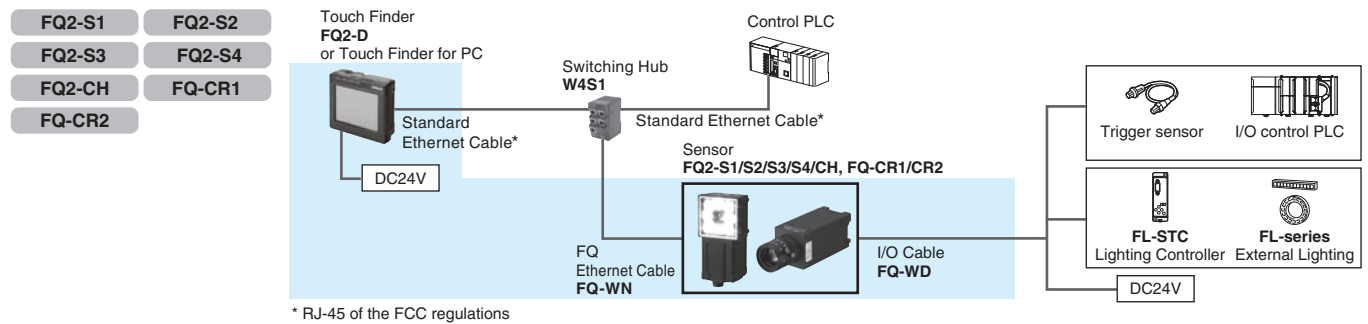 FQ2-S1 FQ2-S2
FQ2-S3 FQ2-S4
FQ2-CH FQ-CR1
FQ-CR2
Touch Finder
FQ2-D
or Touch Finder for PC
Standard
Ethernet Cable*
DC24V
Switching Hub
W4S1
Control PLC
Standard Ethernet Cable*
Sensor
FQ2-S1/S2/S3/S4/CH, FQ-CR1/CR2
FQ
Ethernet Cable
FQ-WN
I/O Cable
FQ-WD
Trigger sensor
I/O control PLC
FL-STC
Lighting Controller
FL-series
External Lighting
DC24V
* RJ-45 of the FCC regulations